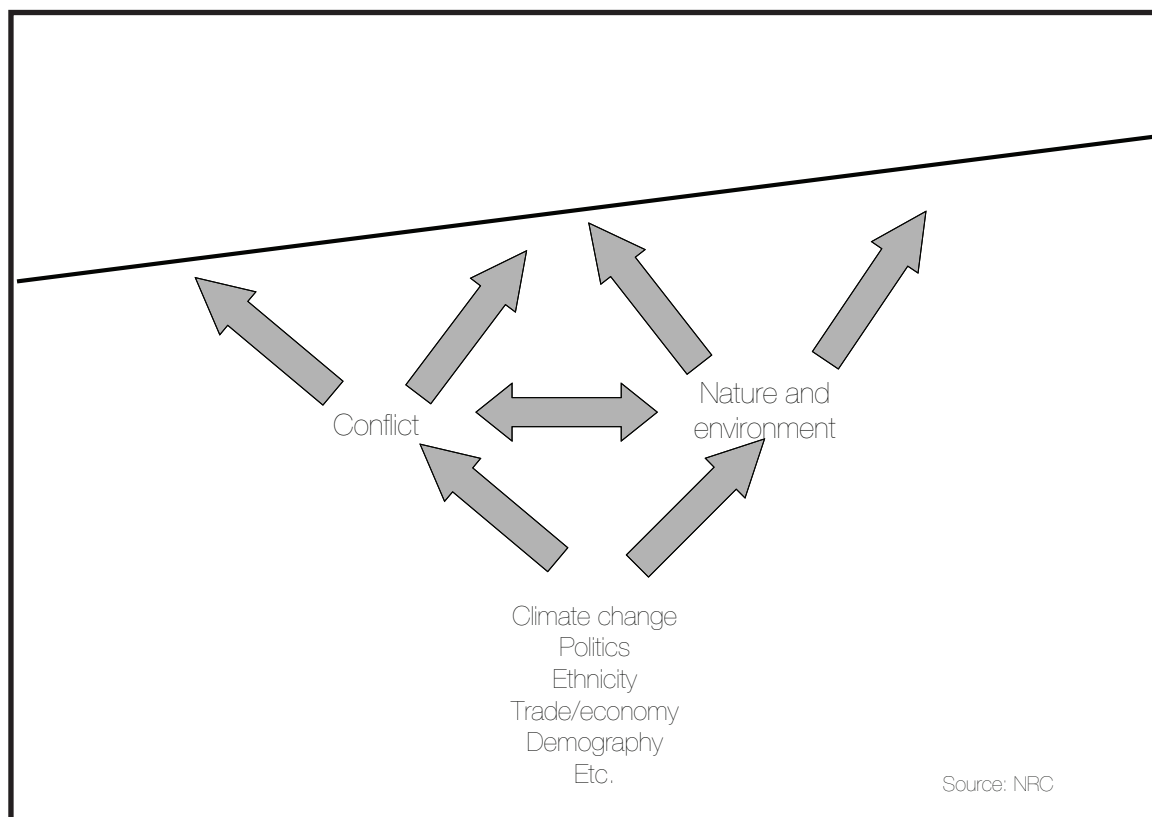 Conflict
Nature and
environment
Climate change
Politics
Ethnicity
Trade/economy
Demography
Etc.
Source: NRC